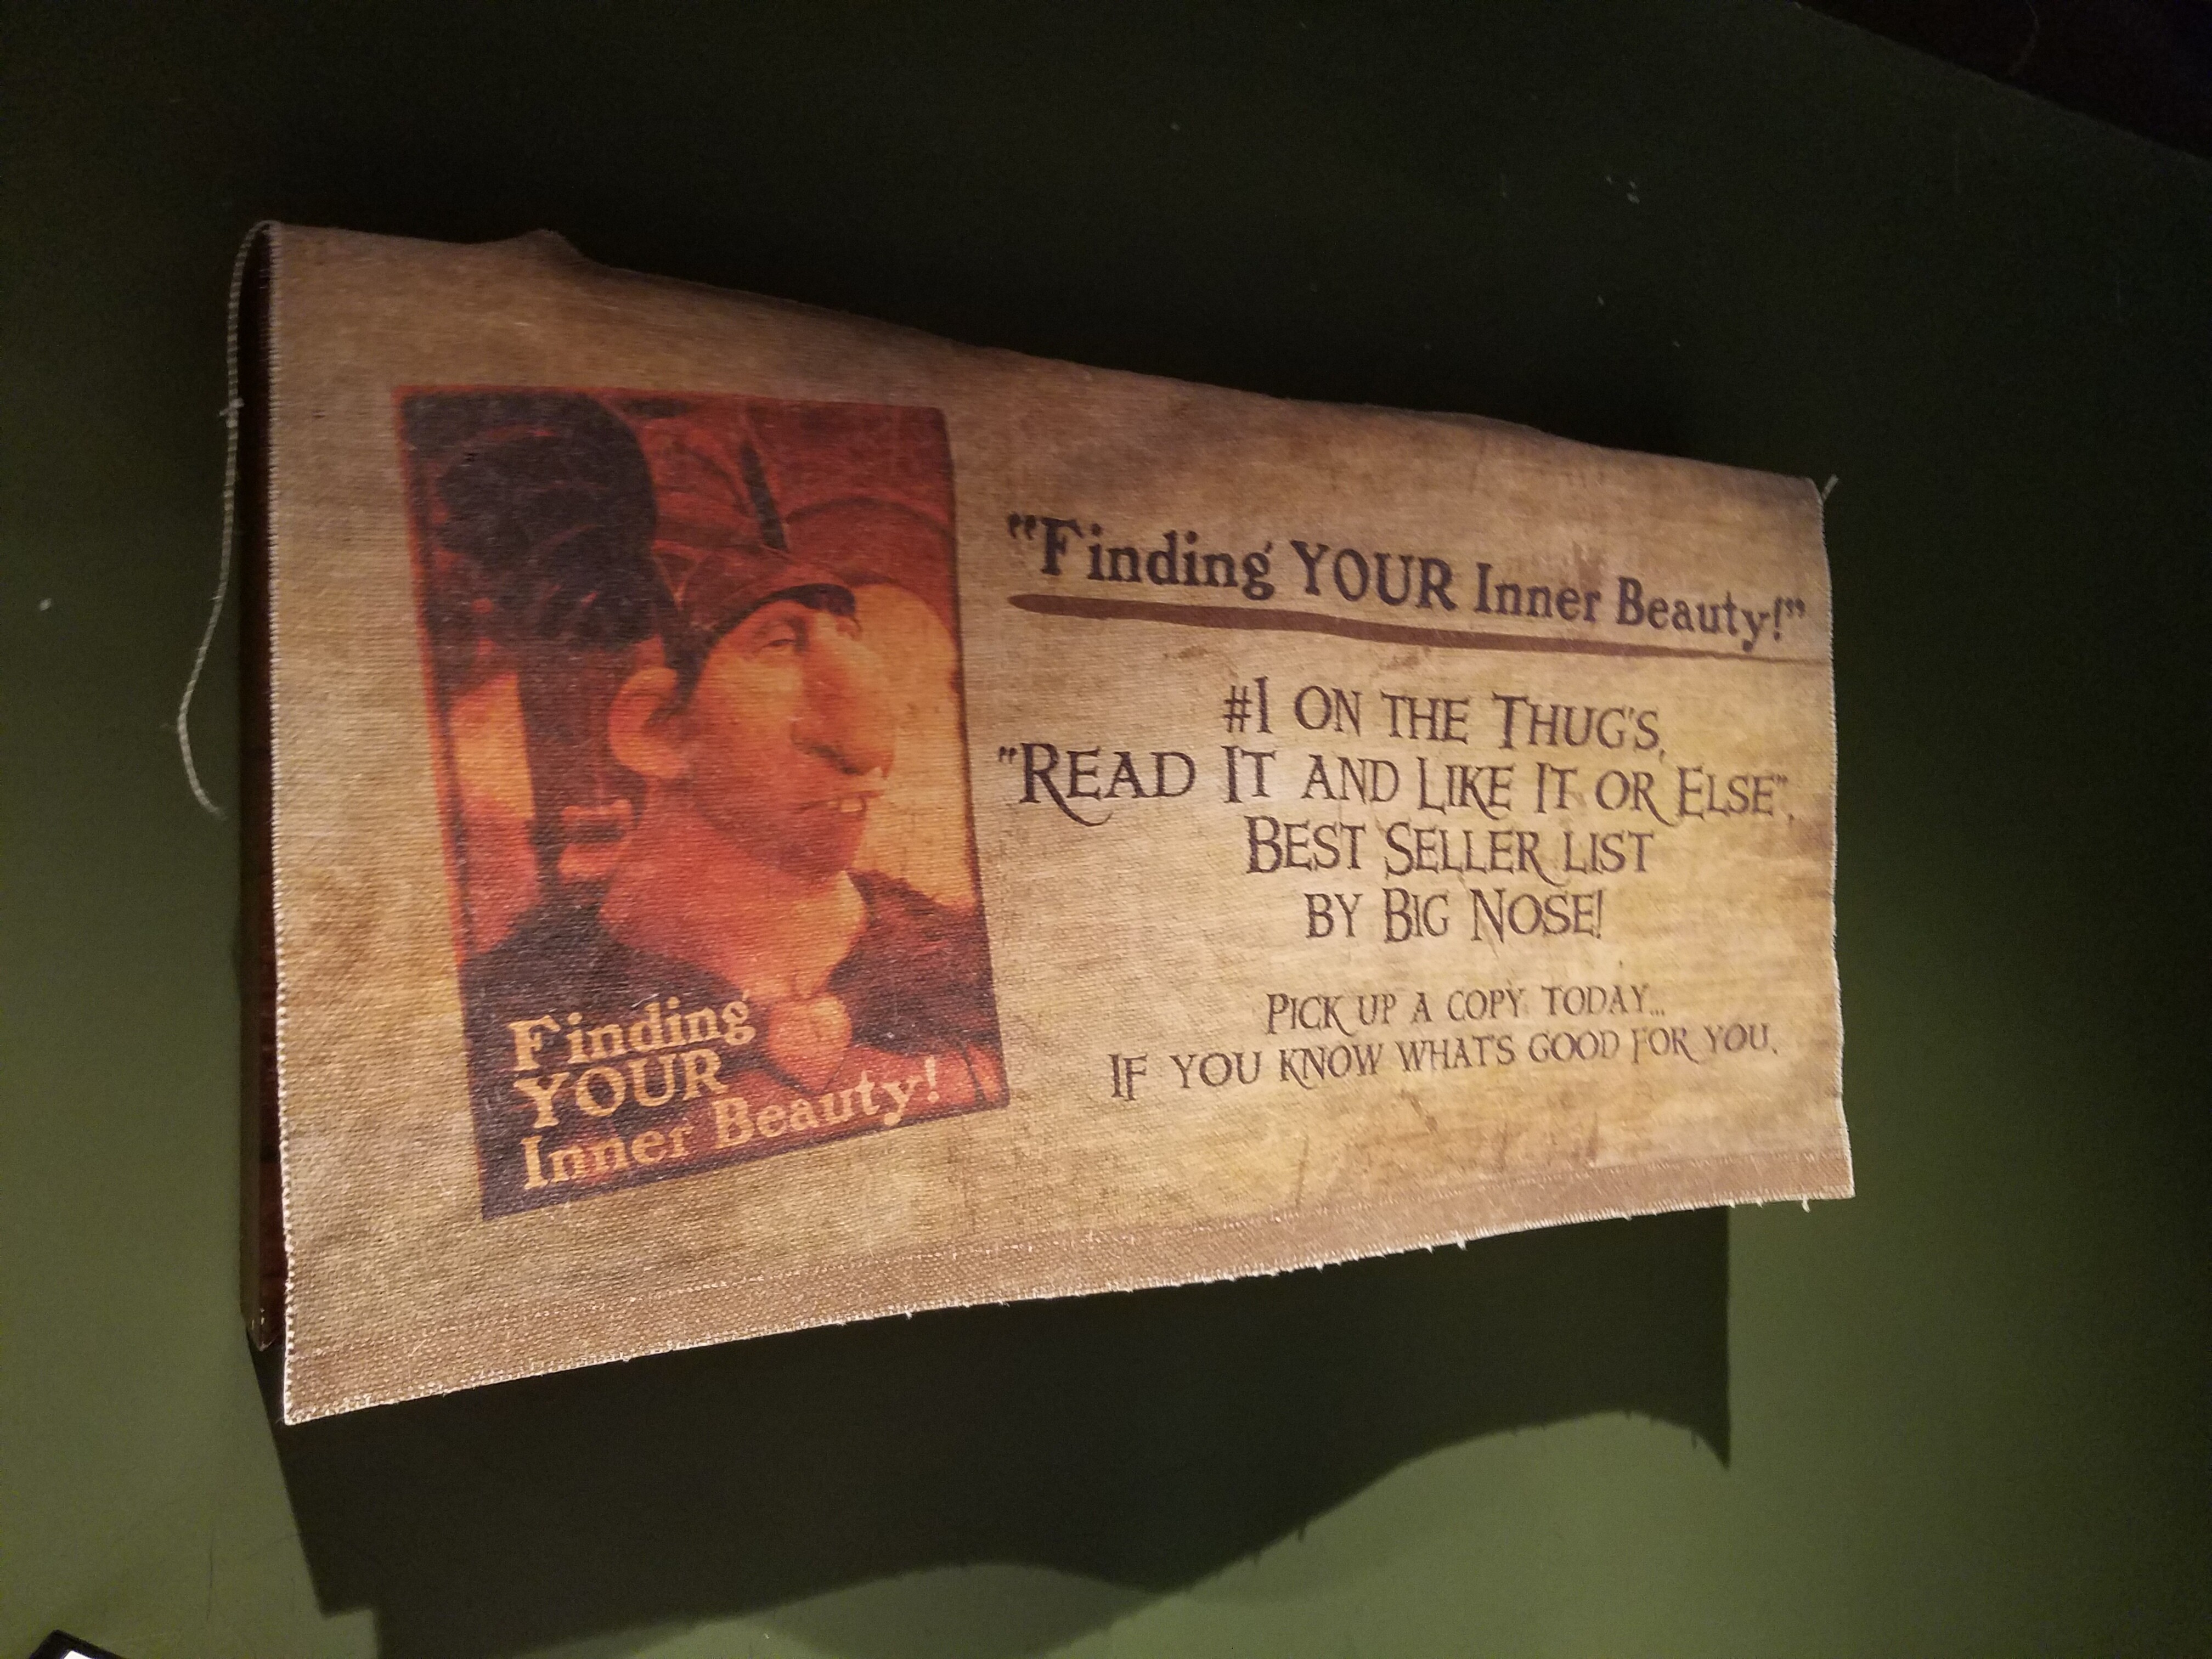 Finding
YOUR
Inner Beauty!
"Finding YOUR Inner Beauty!"
#1 ON THE THUG'S,
"READ IT AND LIKE IT OR ELSE",
BEST SELLER LIST
BY BIG NOSE!
PICK UP A COPY TODAY...
IF YOU KNOW WHAT'S GOOD FOR YOU.